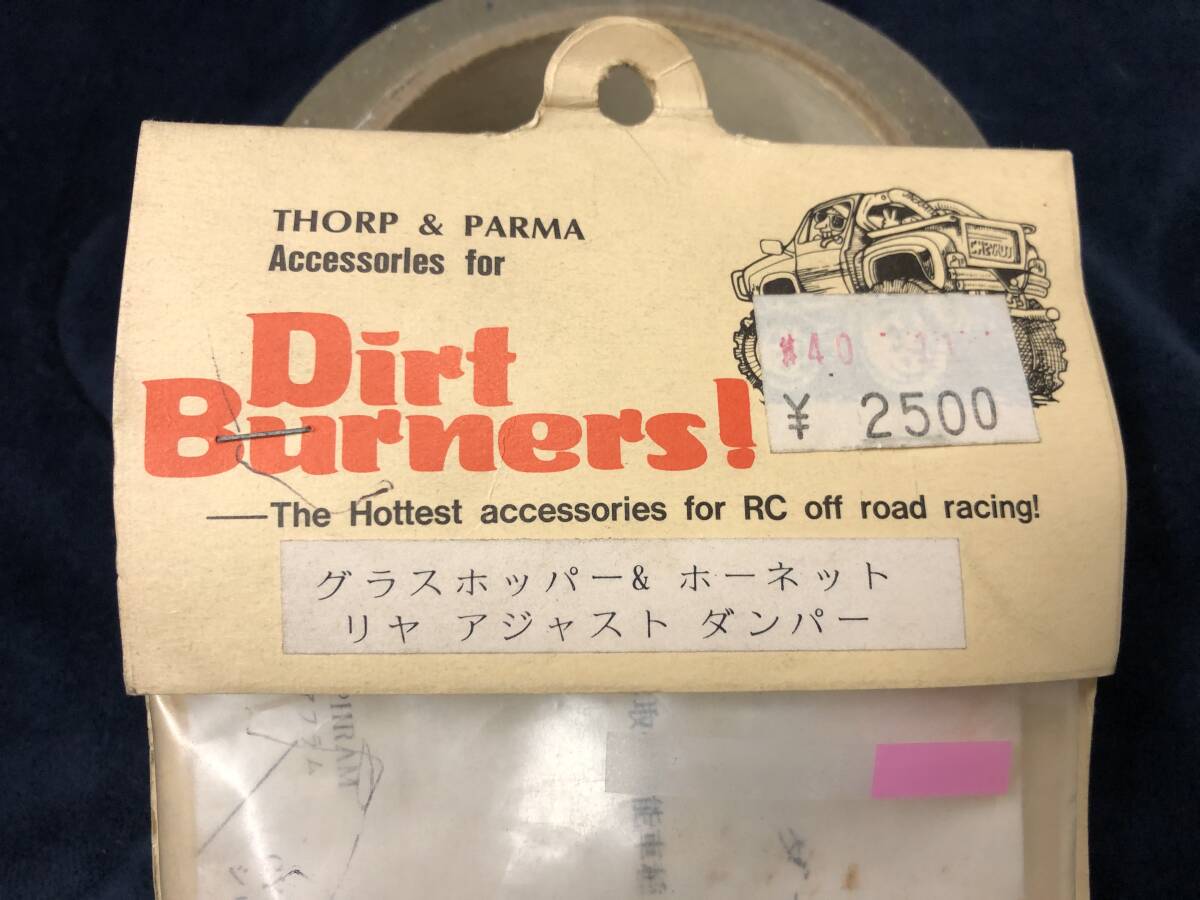 THORP & PARMA
Accessories for
Dirt
Burners!
¥ 2500
—The Hottest accessories for RC off road racing!
グラスホッパー& ホーネット
リヤ アジャスト ダンパー